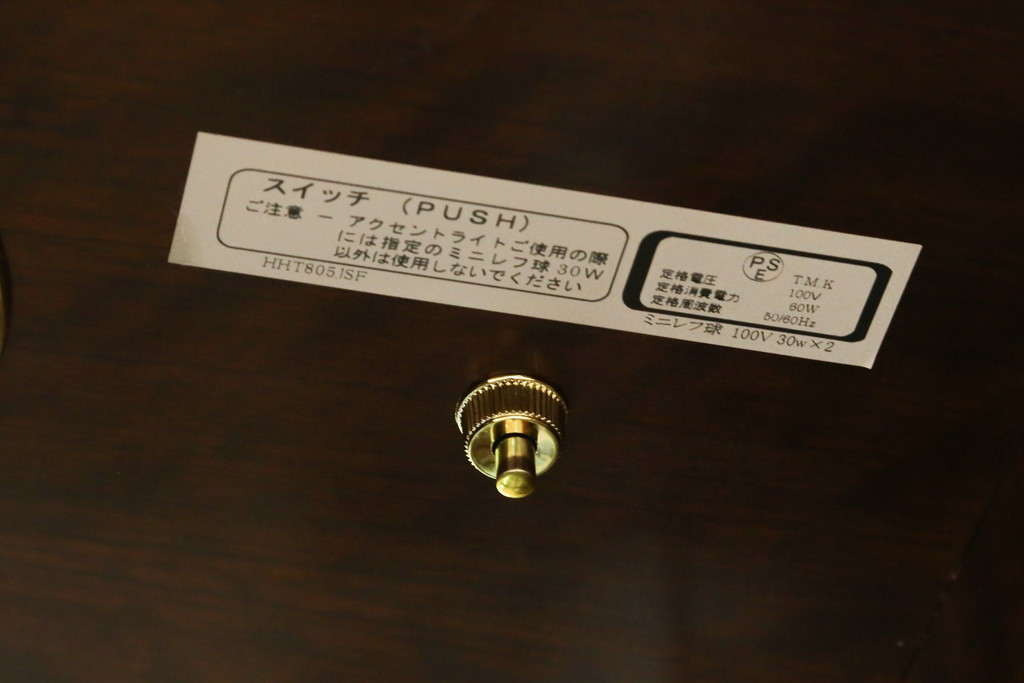 スイッチ (PUSH)
ご注意 － アクセントライトご使用の際
には指定のミニレフ球30W
以外は使用しないでください
HHT805JSF
PSE T.M.K
定格電圧 100V
定格消費電力 60W
定格周波数 50/60Hz
ミニレフ球 100V 30w×2